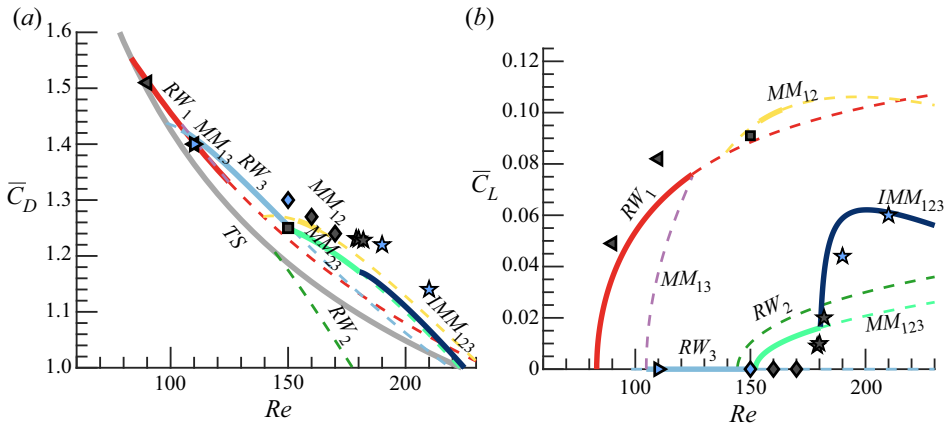 (a)
1.6
1.5
1.4
1.3
1.2
1.1
1.0
C̅_D
RW_1
MM_13
RW_3
MM_12
MM_23
TS
RW_2
IMM_123
100 150 200
Re
(b)
0.12
0.10
0.08
0.06
0.04
0.02
0
C̅_L
MM_12
RW_1
IMM_123
MM_13
RW_2
MM_123
RW_3
100 150 200
Re